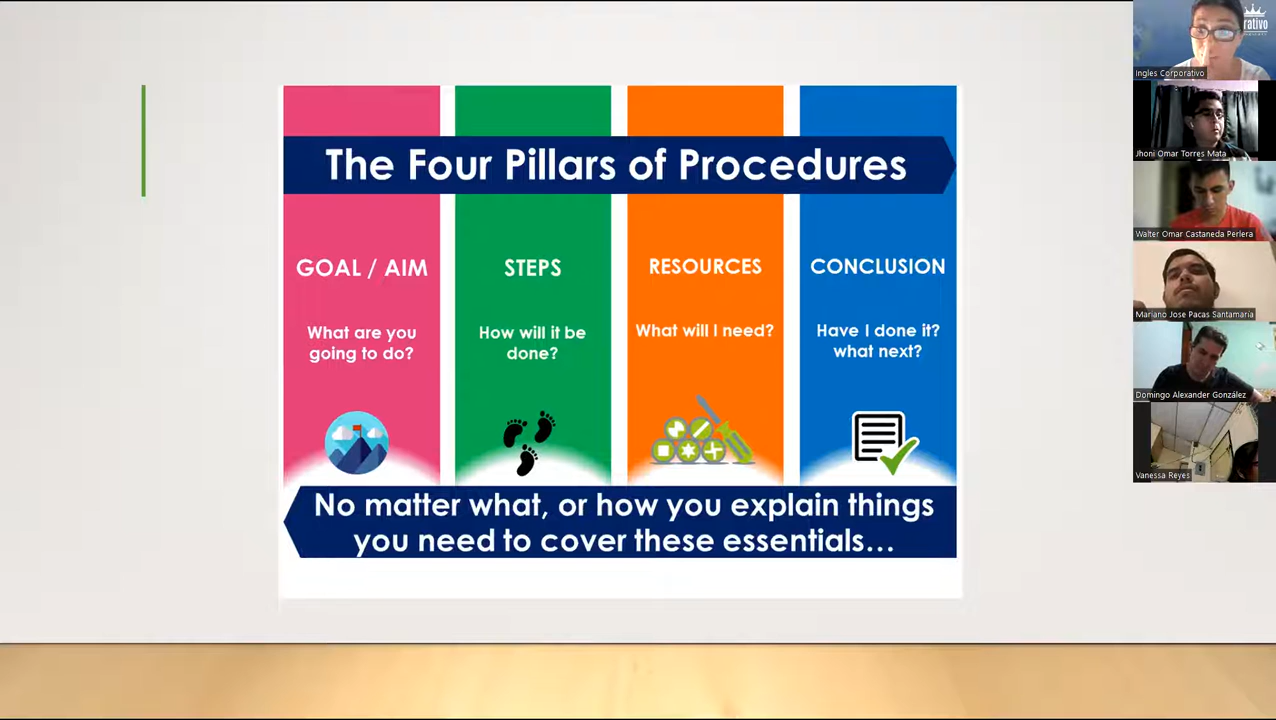 The Four Pillars of Procedures
GOAL / AIM
What are you
going to do?
STEPS
How will it be
done?
RESOURCES
What will I need?
CONCLUSION
Have I done it?
what next?
No matter what, or how you explain things
you need to cover these essentials...
rativo
Ingles Corporativo
Jhoni Omar Torres Mata
Walter Omar Castaneda Perlera
Mariano Jose Pacas Santamaria
Domingo Alexander González
Vanessa Reyes